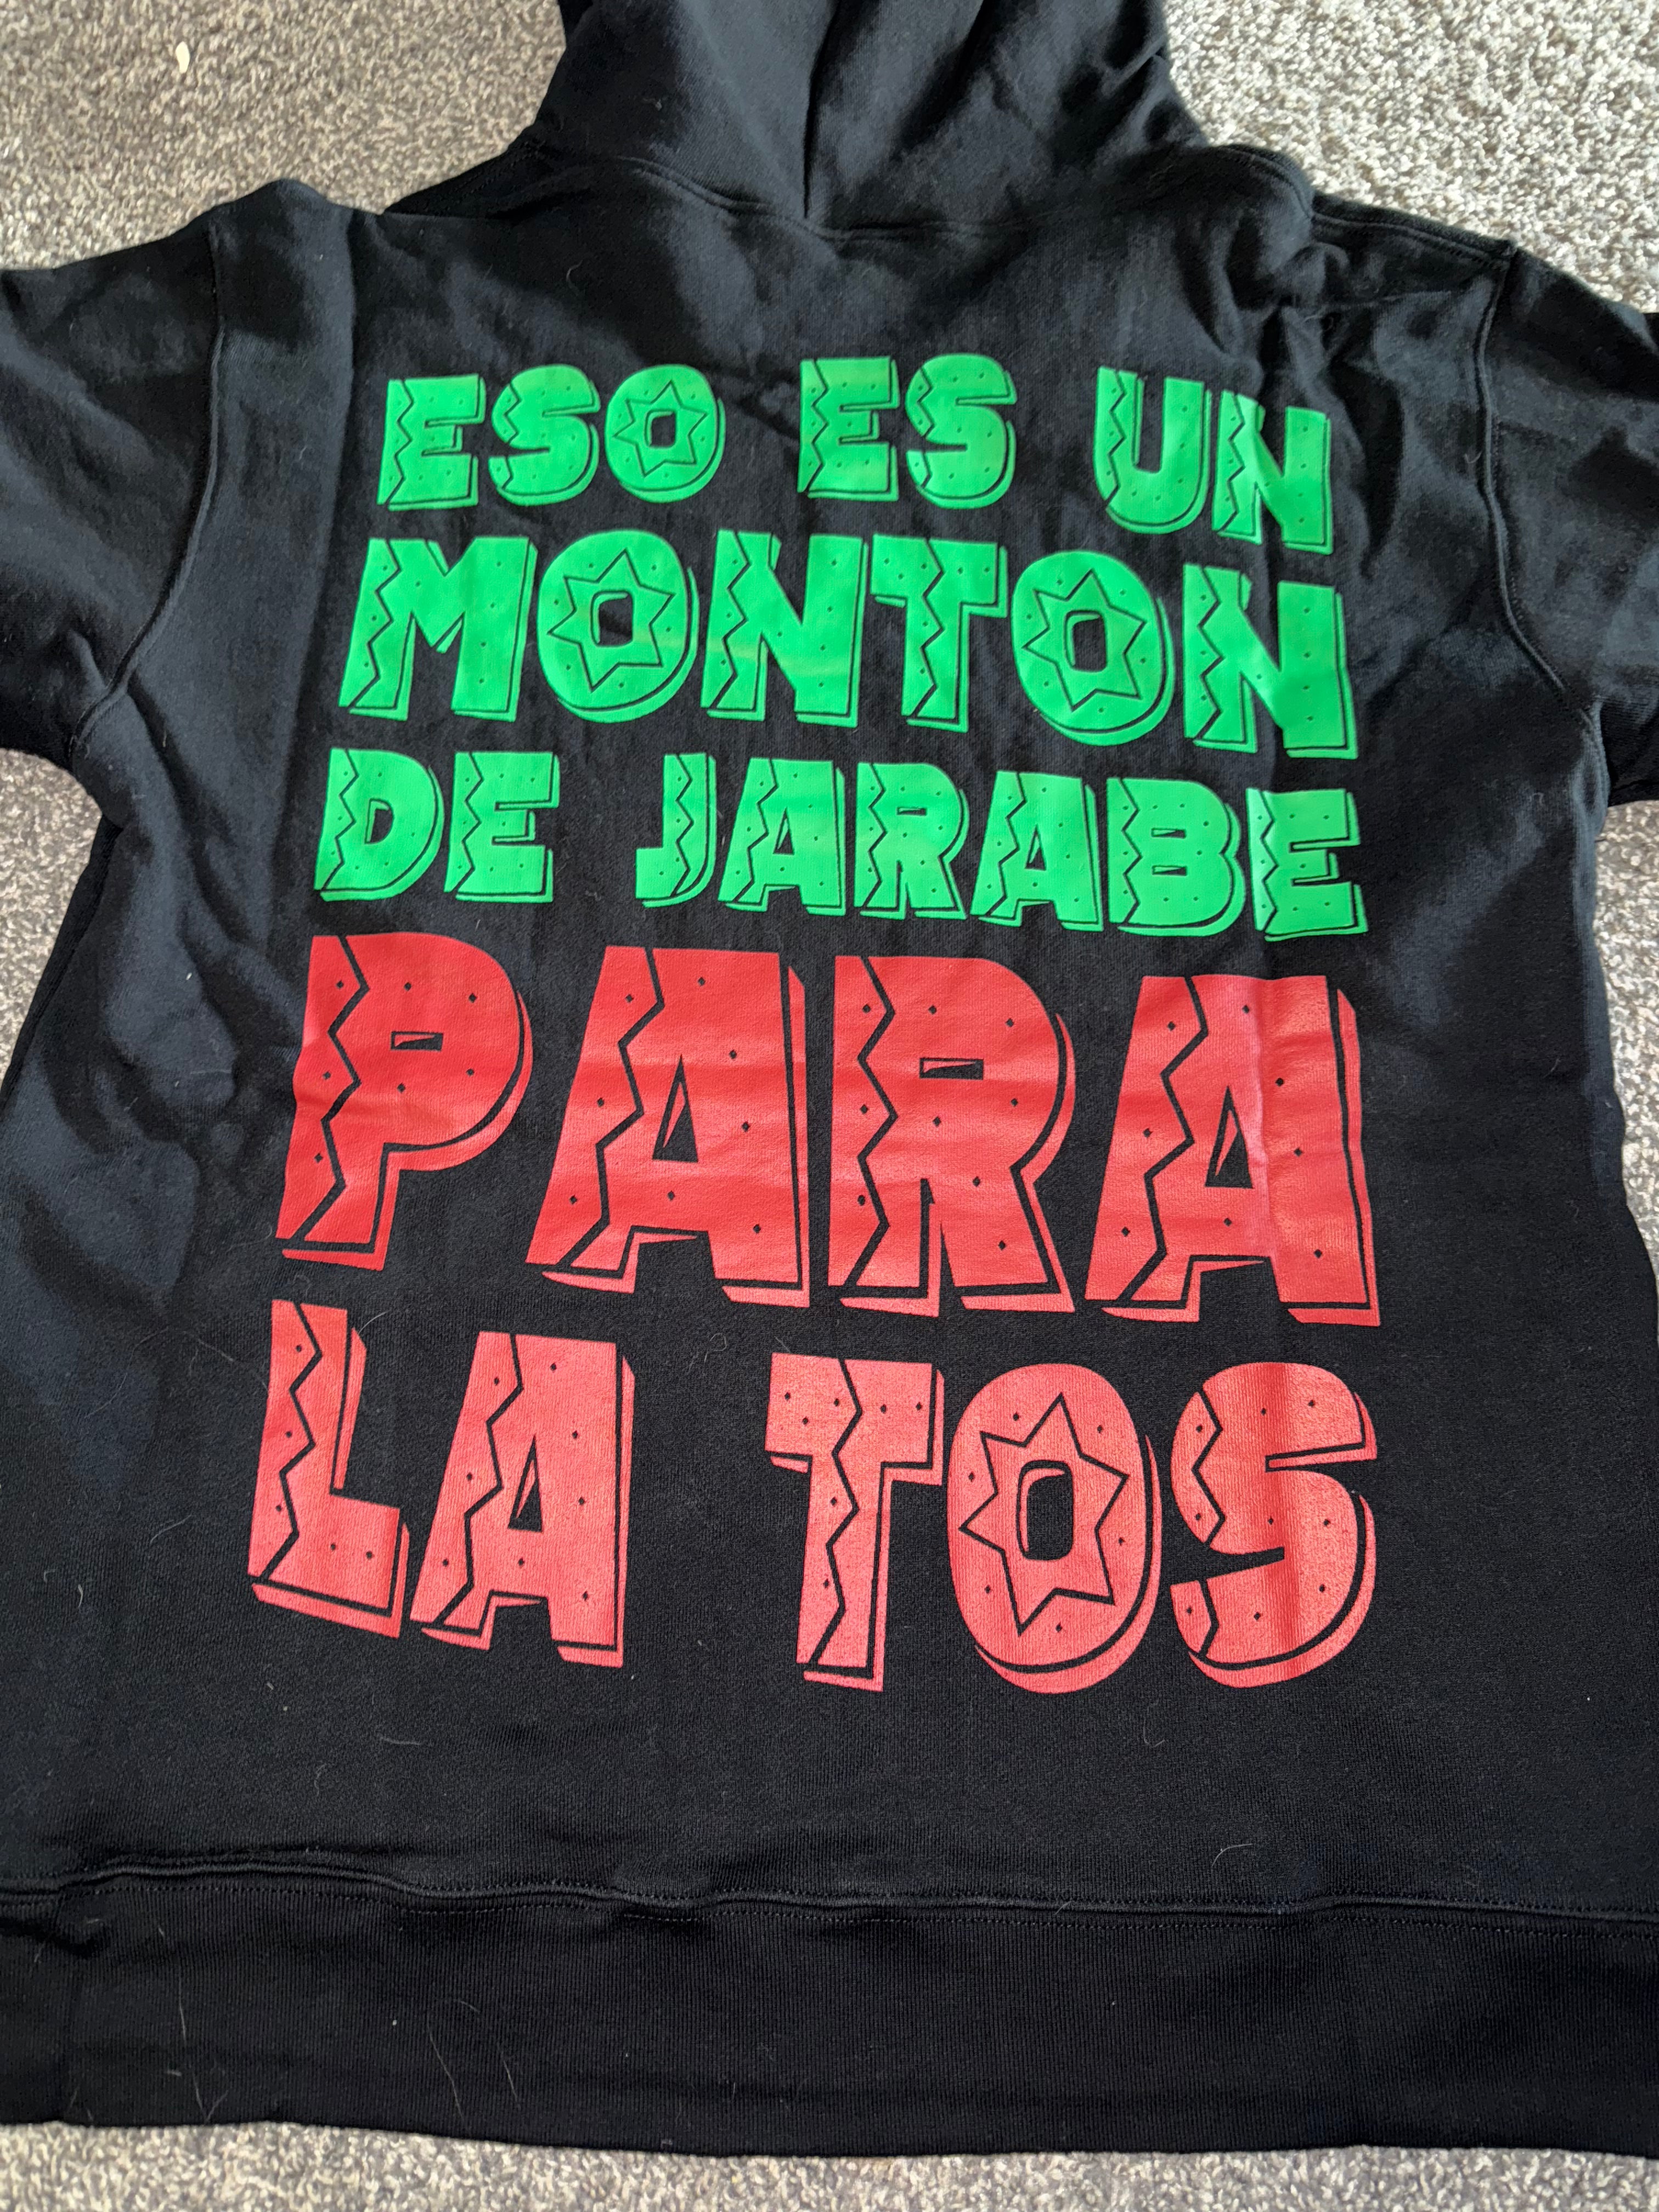 ESO ES UN
MONTON
DE JARABE
PARA
LA TOS